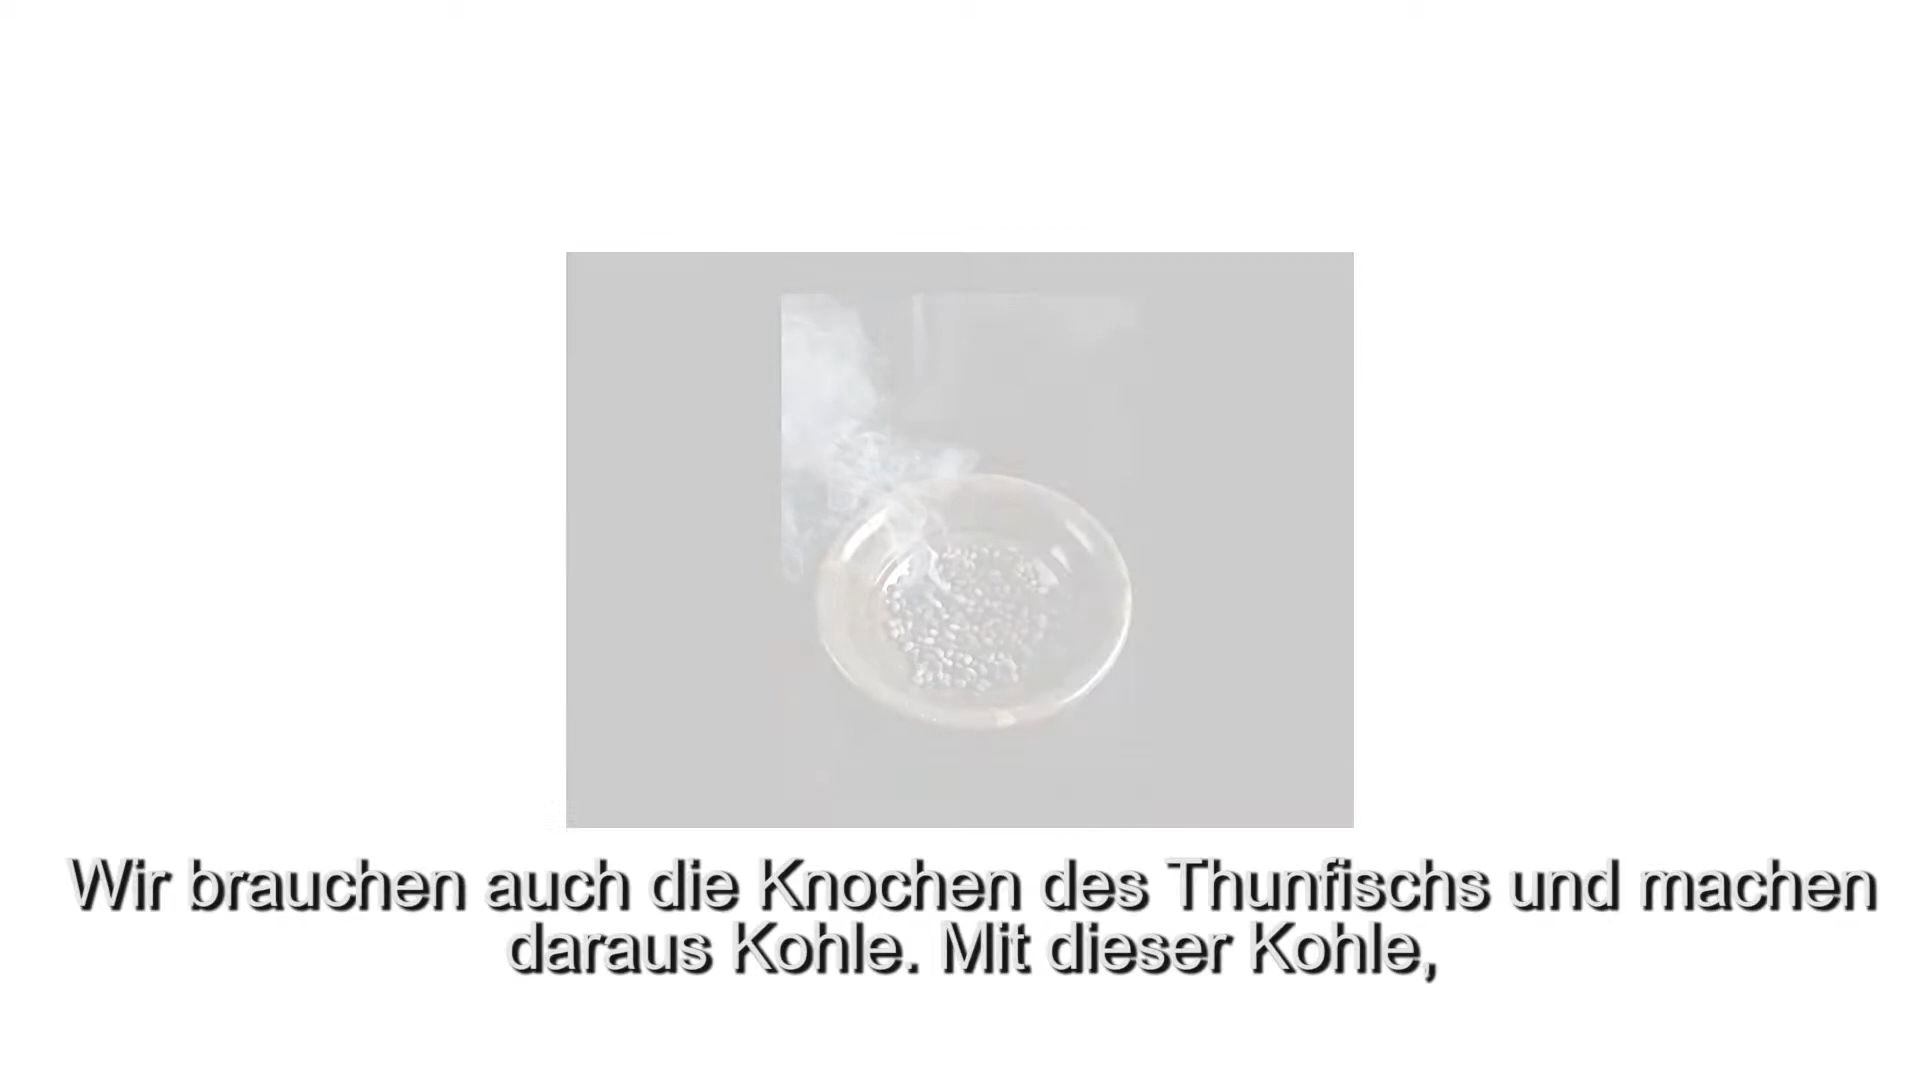 Wir brauchen auch die Knochen des Thunfischs und machen
daraus Kohle. Mit dieser Kohle,